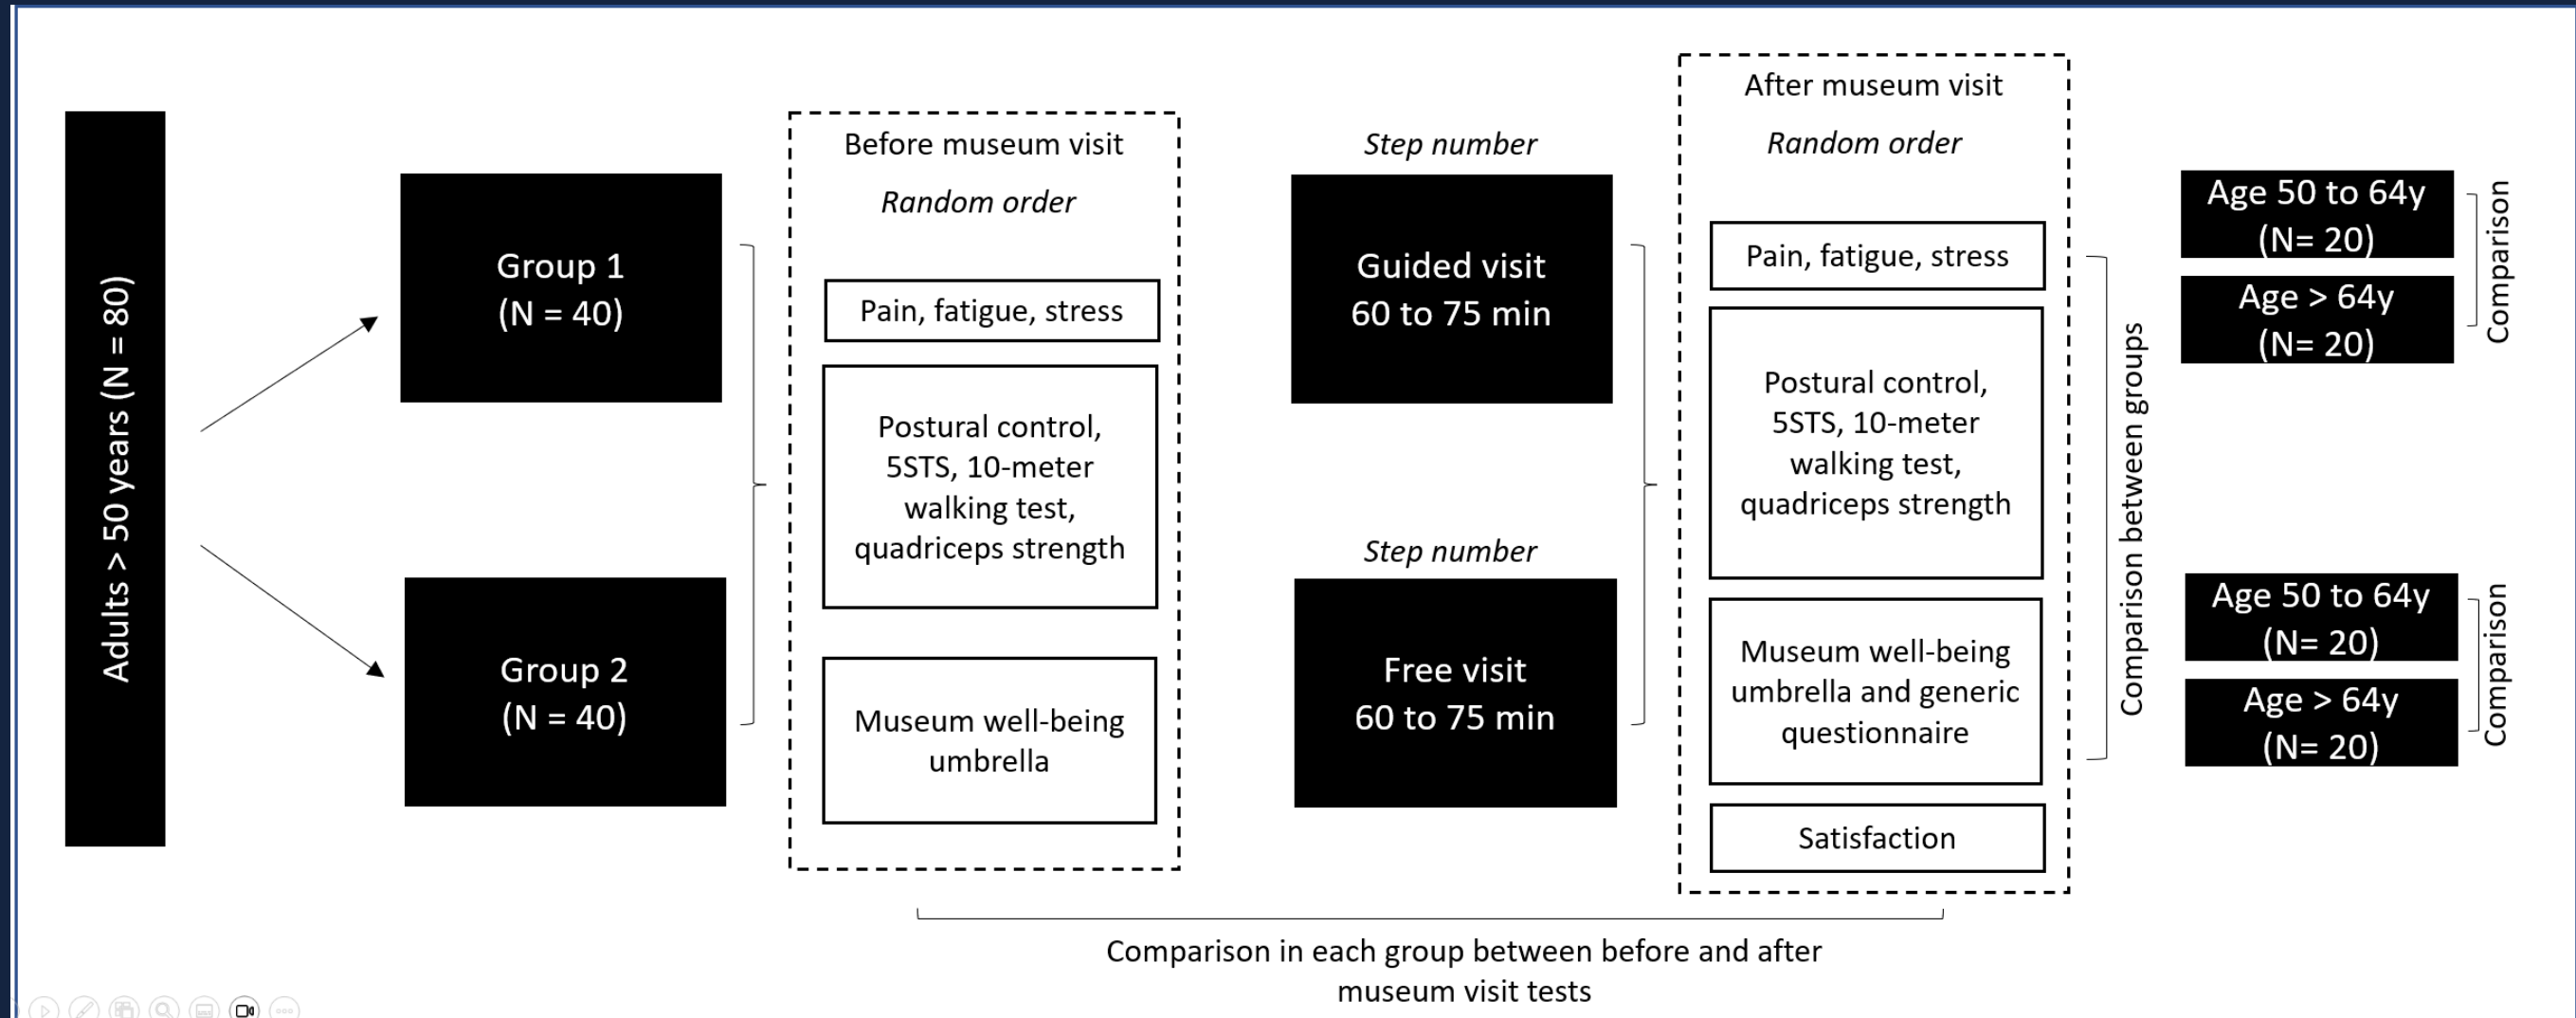 Adults > 50 years (N = 80)
Group 1
(N = 40)
Group 2
(N = 40)
Before museum visit
Random order
Pain, fatigue, stress
Postural control,
5STS, 10-meter
walking test,
quadriceps strength
Museum well-being
umbrella
Step number
Guided visit
60 to 75 min
Step number
Free visit
60 to 75 min
After museum visit
Random order
Pain, fatigue, stress
Postural control,
5STS, 10-meter
walking test,
quadriceps strength
Museum well-being
umbrella and generic
questionnaire
Satisfaction
Comparison between groups
Age 50 to 64y
(N= 20)
Age > 64y
(N= 20)
Comparison
Age 50 to 64y
(N= 20)
Age > 64y
(N= 20)
Comparison
Comparison in each group between before and after
museum visit tests